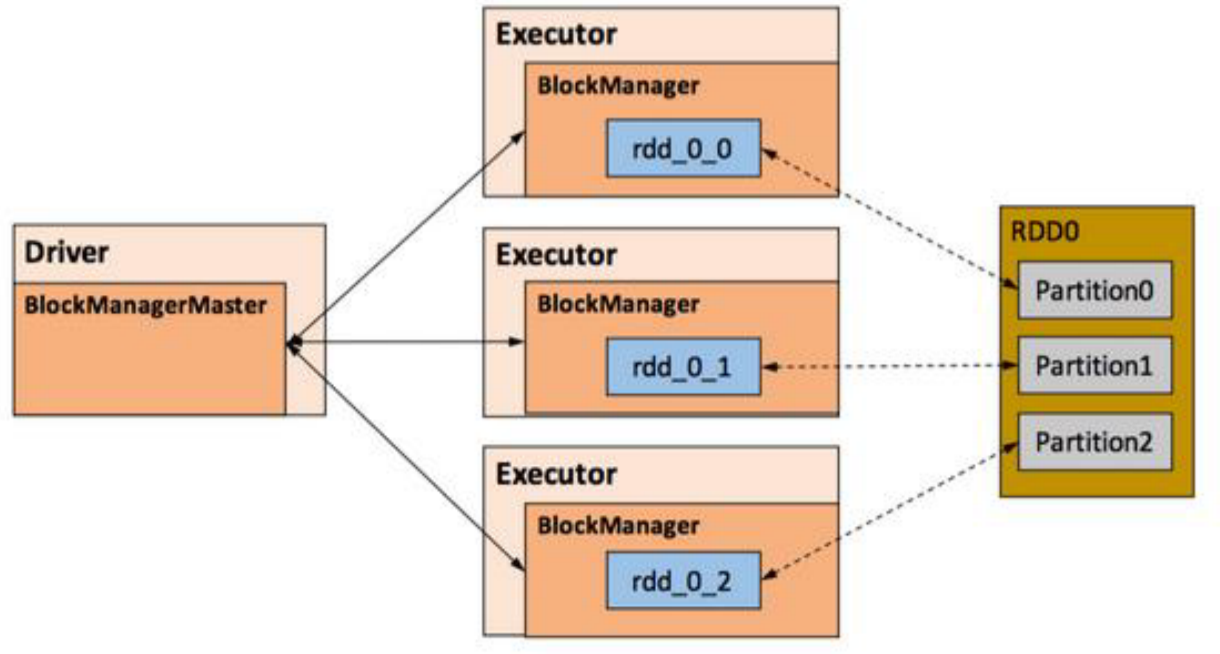 Driver
BlockManagerMaster
Executor
BlockManager
rdd_0_0
Executor
BlockManager
rdd_0_1
Executor
BlockManager
rdd_0_2
RDD0
Partition0
Partition1
Partition2